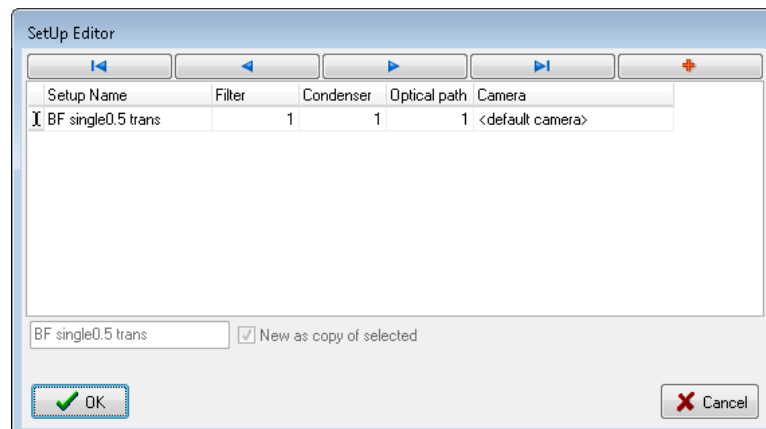 SetUp Editor
Setup Name Filter Condenser Optical path Camera
BF single0.5 trans 1 1 1 <default camera>
BF single0.5 trans New as copy of selected
OK Cancel